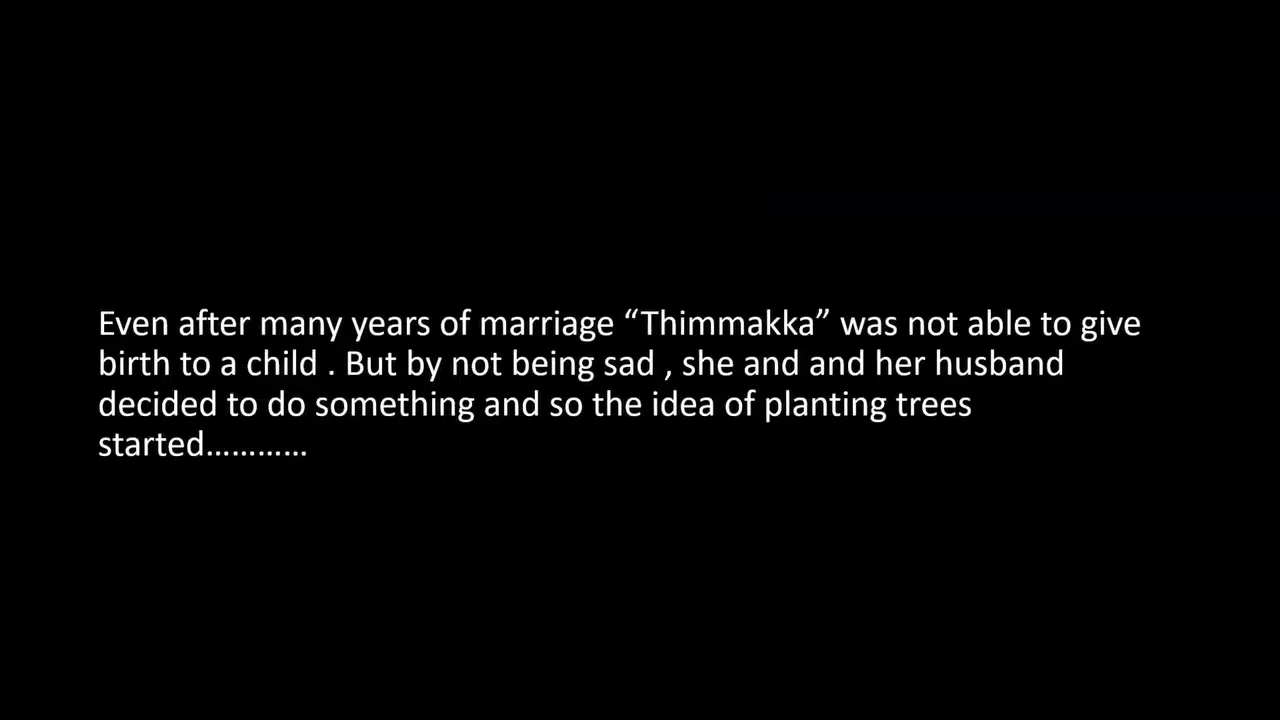 Even after many years of marriage “Thimmakka” was not able to give
birth to a child . But by not being sad , she and and her husband
decided to do something and so the idea of planting trees
started…………